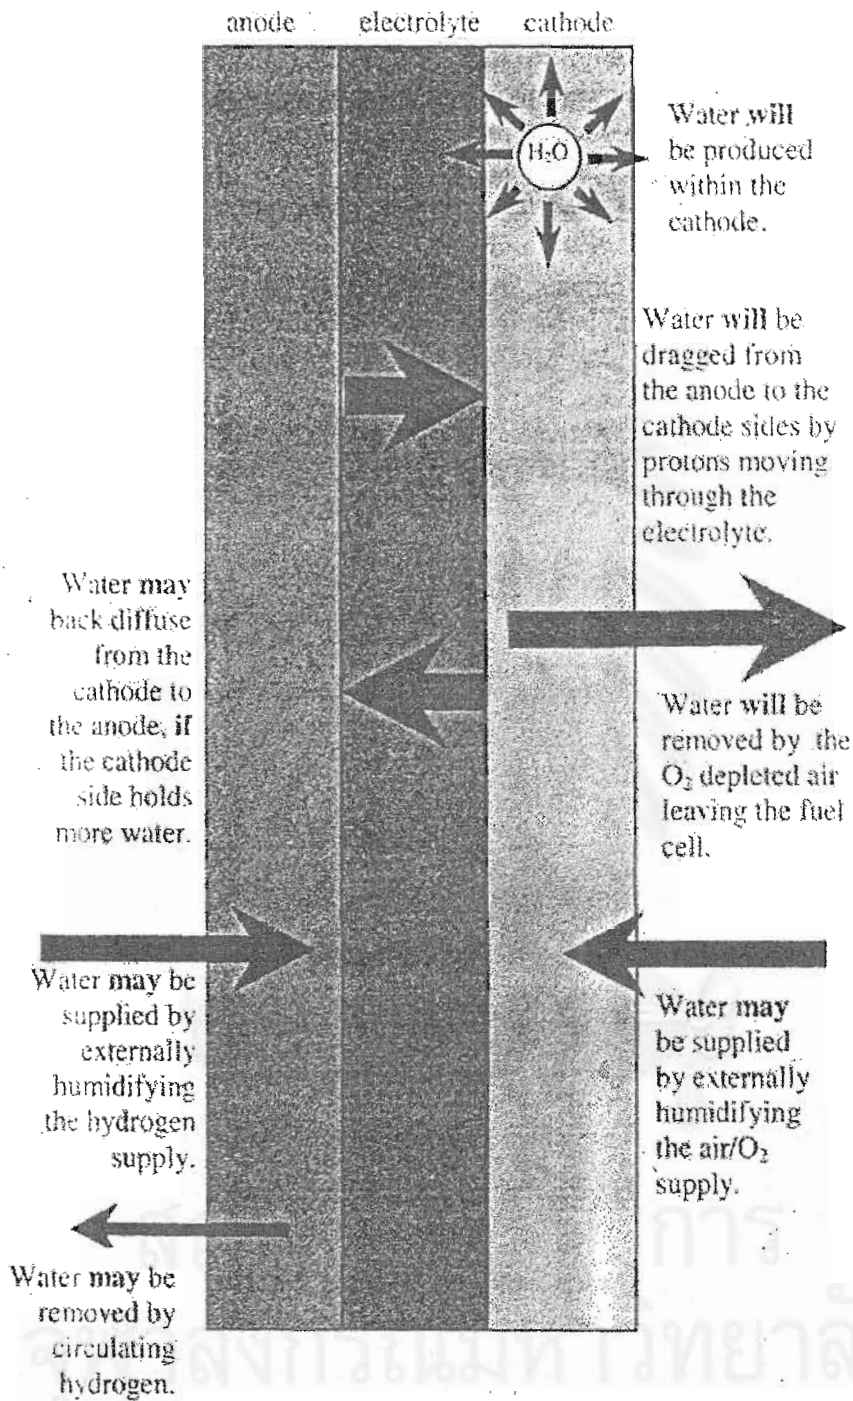 anode electrolyte cathode
H₂O
Water will
be produced
within the
cathode.
Water will be
dragged from
the anode to the
cathode sides by
protons moving
through the
electrolyte.
Water may
back diffuse
from the
cathode to
the anode, if
the cathode
side holds
more water.
Water will be
removed by the
O₂ depleted air
leaving the fuel
cell.
Water may be
supplied by
externally
humidifying
the hydrogen
supply.
Water may
be supplied
by externally
humidifying
the air/O₂
supply.
Water may be
removed by
circulating
hydrogen.